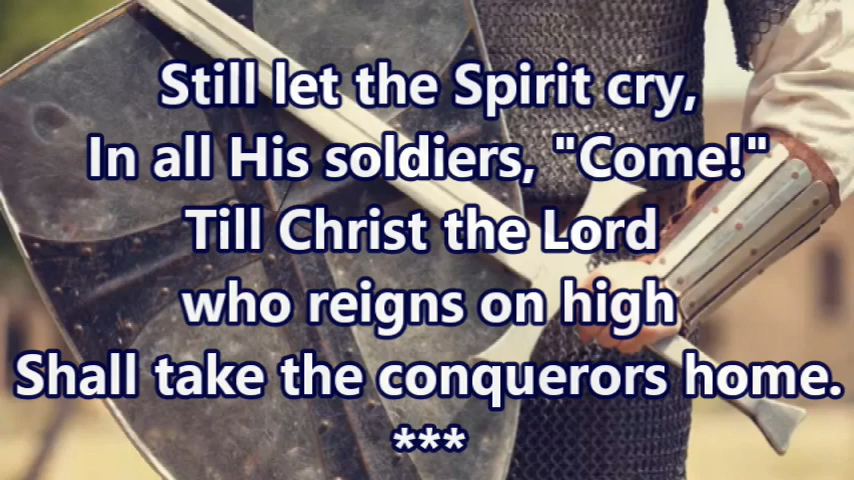 Still let the Spirit cry,
In all His soldiers, "Come!"
Till Christ the Lord
who reigns on high
Shall take the conquerors home.
***